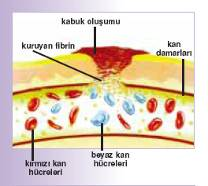 kabuk oluşumu
kuruyan fibrin
kan
damarları
kırmızı kan
hücreleri
beyaz kan
hücreleri